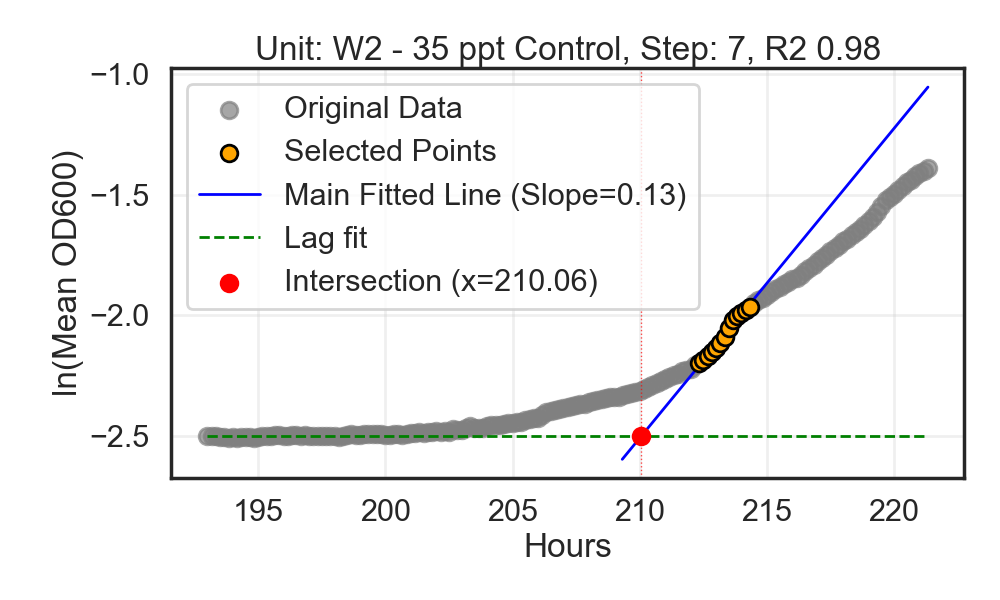 Unit: W2 - 35 ppt Control, Step: 7, R2 0.98
−1.0
−1.5
−2.0
−2.5
ln(Mean OD600)
Original Data
Selected Points
Main Fitted Line (Slope=0.13)
Lag fit
Intersection (x=210.06)
195 200 205 210 215 220
Hours